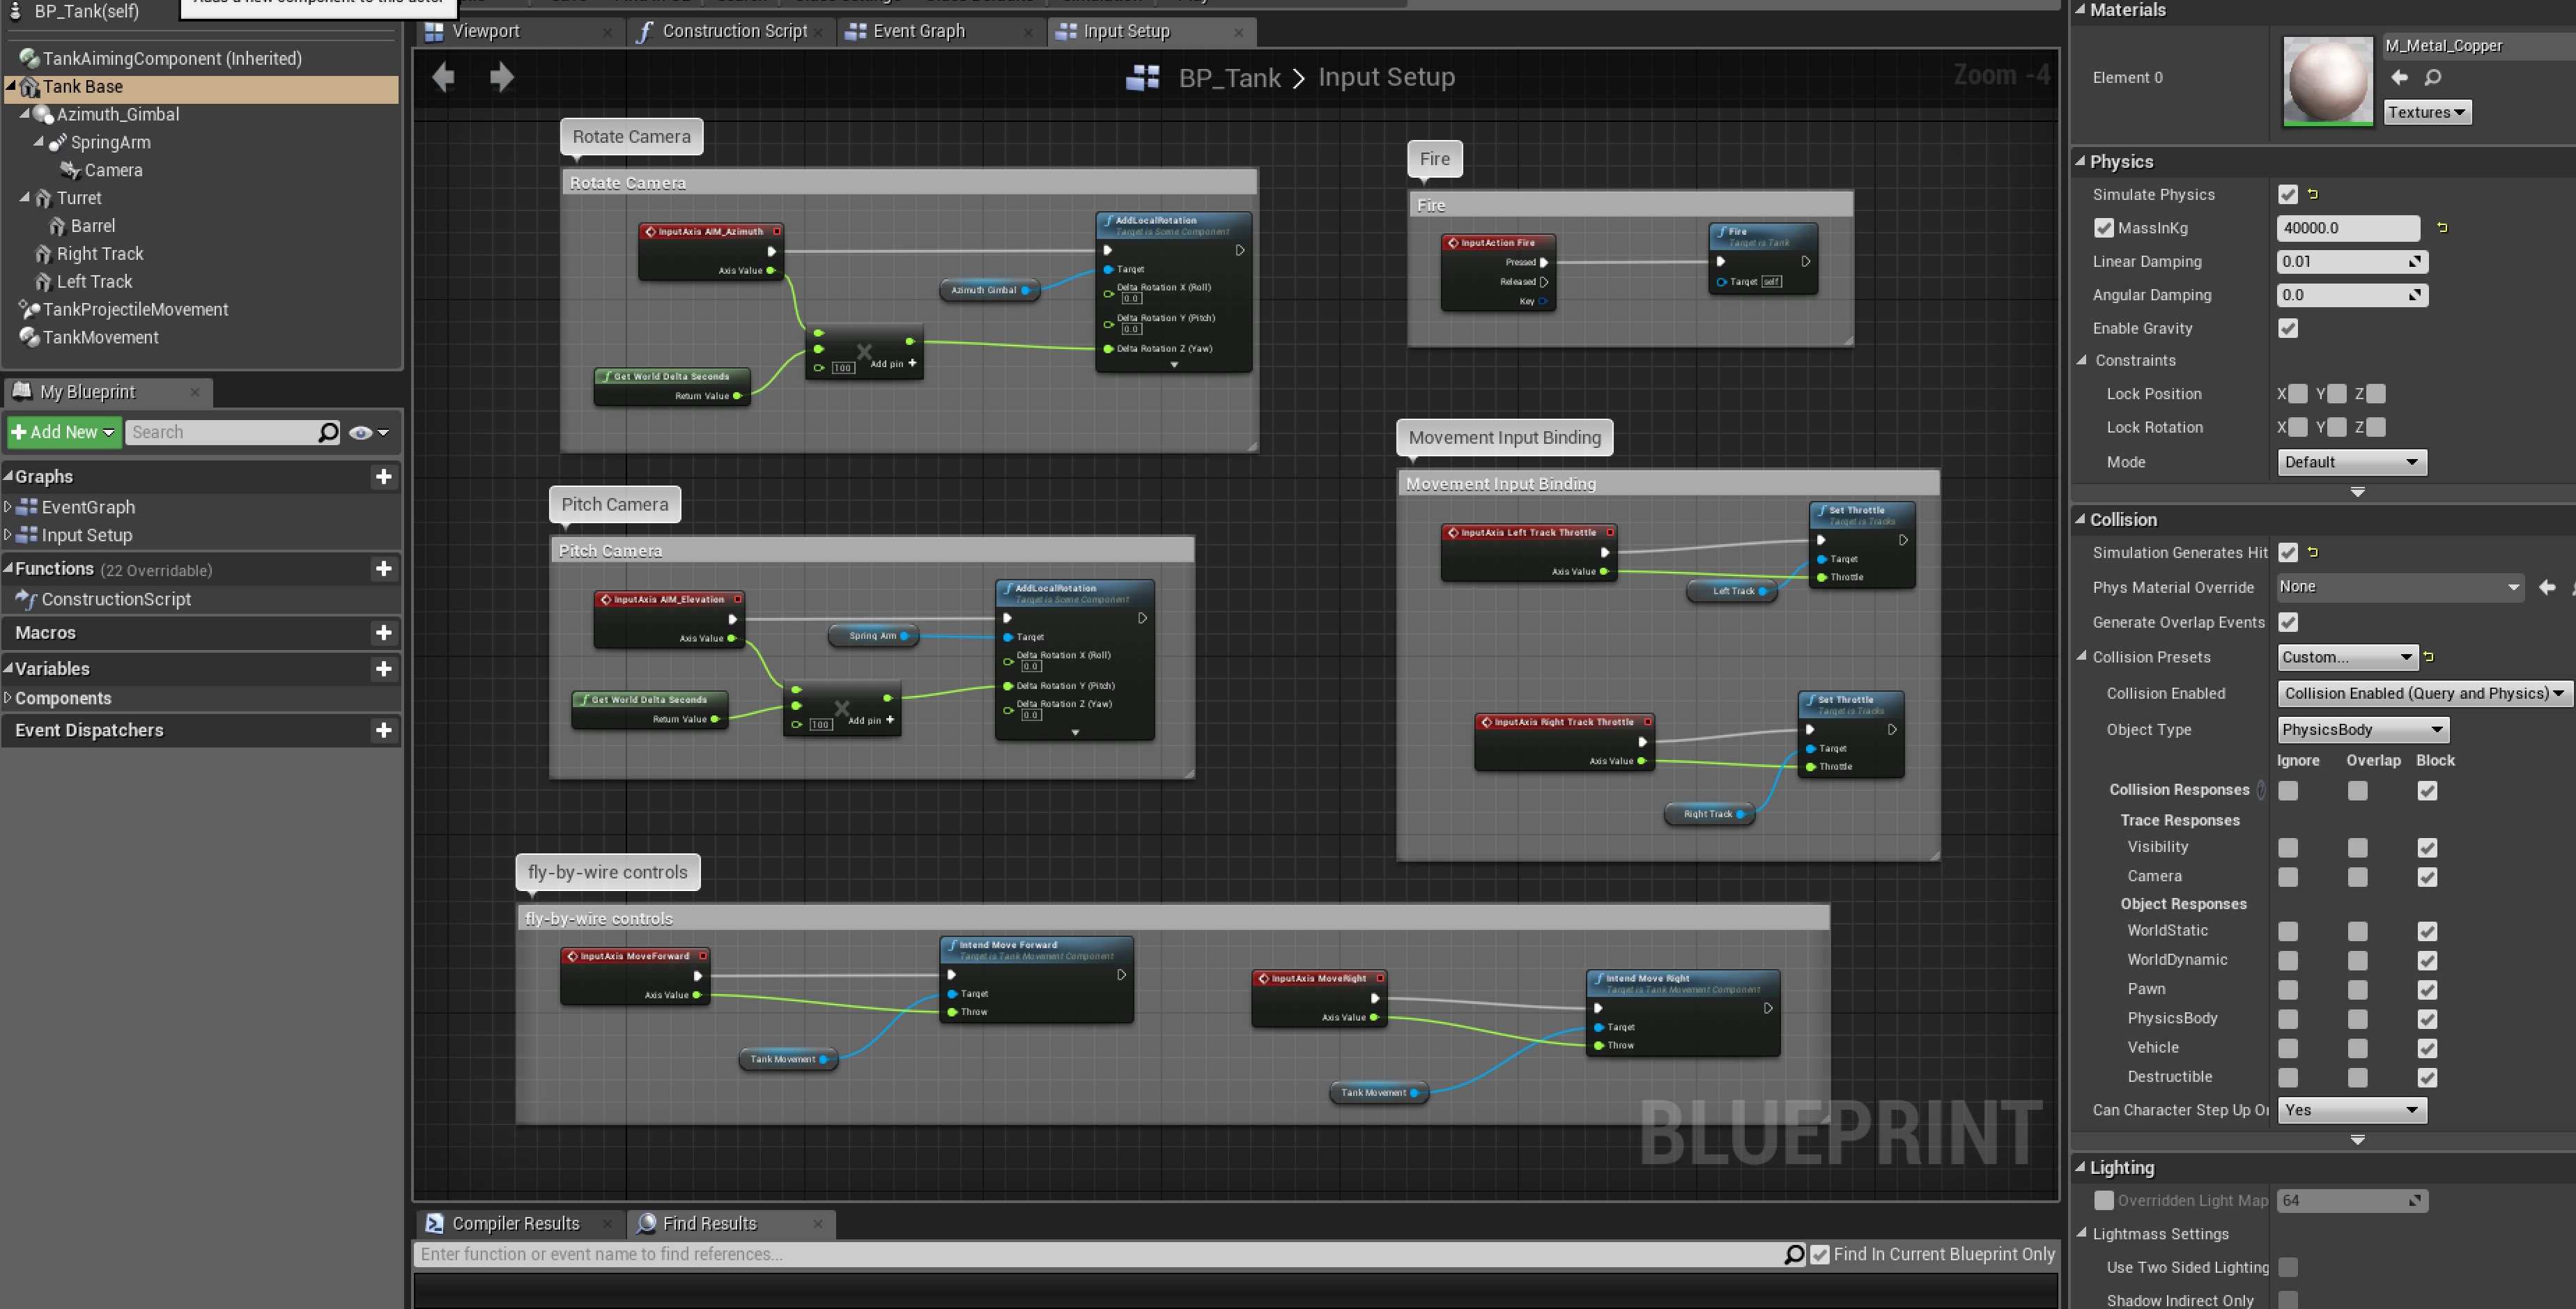 BP_Tank(self)
TankAimingComponent (Inherited)
Tank Base
Azimuth_Gimbal
SpringArm
Camera
Turret
Barrel
Right Track
Left Track
TankProjectileMovement
TankMovement
My Blueprint
Add New
Search
Graphs
EventGraph
Input Setup
Functions (22 Overridable)
ConstructionScript
Macros
Variables
Components
Event Dispatchers
Viewport
Construction Script
Event Graph
Input Setup
BP_Tank > Input Setup
Zoom -4
Rotate Camera
Rotate Camera
InputAxis AIM_Azimuth
Axis Value
Azimuth Gimbal
AddLocalRotation
Target is Scene Component
Target
Delta Rotation X (Roll)
0.0
Delta Rotation Y (Pitch)
0.0
Delta Rotation Z (Yaw)
100
Add pin +
Get World Delta Seconds
Return Value
Fire
Fire
InputAction Fire
Pressed
Released
Key
Fire
Target is Tank
Target self
Pitch Camera
Pitch Camera
InputAxis AIM_Elevation
Axis Value
Spring Arm
AddLocalRotation
Target is Scene Component
Target
Delta Rotation X (Roll)
0.0
Delta Rotation Y (Pitch)
Delta Rotation Z (Yaw)
0.0
Get World Delta Seconds
Return Value
100
Add pin +
Movement Input Binding
Movement Input Binding
InputAxis Left Track Throttle
Axis Value
Left Track
Set Throttle
Target is Tracks
Target
Throttle
InputAxis Right Track Throttle
Axis Value
Right Track
Set Throttle
Target is Tracks
Target
Throttle
fly-by-wire controls
fly-by-wire controls
InputAxis MoveForward
Axis Value
Tank Movement
Intend Move Forward
Target is Tank Movement Component
Target
Throw
InputAxis MoveRight
Axis Value
Tank Movement
Intend Move Right
Target is Tank Movement Component
Target
Throw
BLUEPRINT
Compiler Results
Find Results
Enter function or event name to find references...
Find In Current Blueprint Only
Materials
Element 0
M_Metal_Copper
Textures
Physics
Simulate Physics
MassInKg 40000.0
Linear Damping 0.01
Angular Damping 0.0
Enable Gravity
Constraints
Lock Position X Y Z
Lock Rotation X Y Z
Mode Default
Collision
Simulation Generates Hit
Phys Material Override None
Generate Overlap Events
Collision Presets Custom...
Collision Enabled Collision Enabled (Query and Physics)
Object Type PhysicsBody
Ignore Overlap Block
Collision Responses
Trace Responses
Visibility
Camera
Object Responses
WorldStatic
WorldDynamic
Pawn
PhysicsBody
Vehicle
Destructible
Can Character Step Up Yes
Lighting
Overridden Light Map 64
Lightmass Settings
Use Two Sided Lighting
Shadow Indirect Only